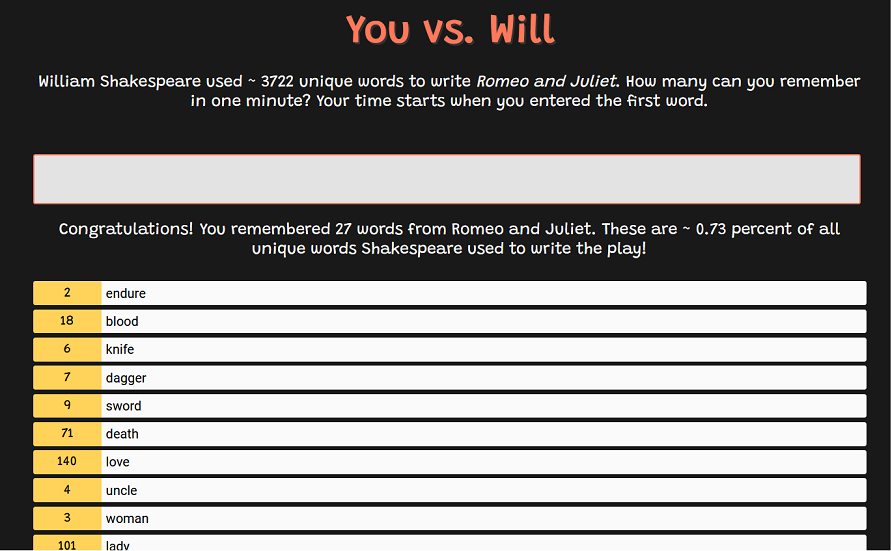 You vs. Will
William Shakespeare used ~ 3722 unique words to write Romeo and Juliet. How many can you remember
in one minute? Your time starts when you entered the first word.
Congratulations! You remembered 27 words from Romeo and Juliet. These are ~ 0.73 percent of all
unique words Shakespeare used to write the play!
2 endure
18 blood
6 knife
7 dagger
9 sword
71 death
140 love
4 uncle
3 woman
101 lady